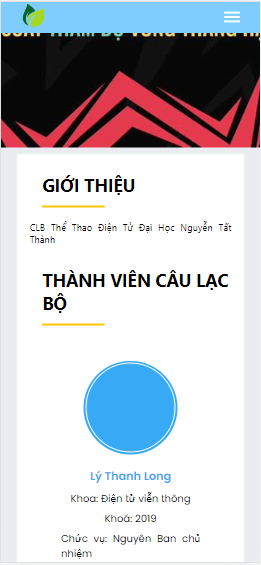 GIỚI THIỆU
CLB Thể Thao Điện Tử Đại Học Nguyễn Tất
Thành
THÀNH VIÊN CÂU LẠC
BỘ
Lý Thanh Long
Khoa: Điện tử viễn thông
Khoá: 2019
Chức vụ: Nguyên Ban chủ
nhiệm